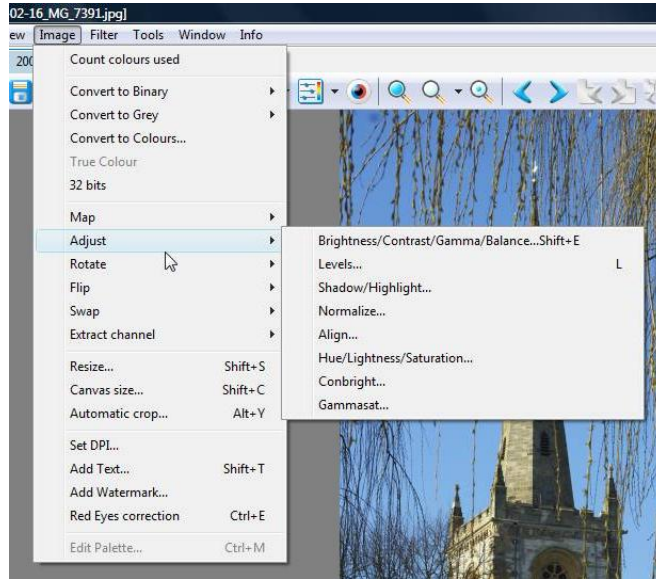 02-16_MG_7391.jpg]
ew Image Filter Tools Window Info
200
Count colours used
Convert to Binary
Convert to Grey
Convert to Colours...
True Colour
32 bits
Map
Adjust
Rotate
Flip
Swap
Extract channel
Resize... Shift+S
Canvas size... Shift+C
Automatic crop... Alt+Y
Set DPI...
Add Text... Shift+T
Add Watermark...
Red Eyes correction Ctrl+E
Edit Palette... Ctrl+M
Brightness/Contrast/Gamma/Balance...Shift+E
Levels... L
Shadow/Highlight...
Normalize...
Align...
Hue/Lightness/Saturation...
Conbright...
Gammasat...